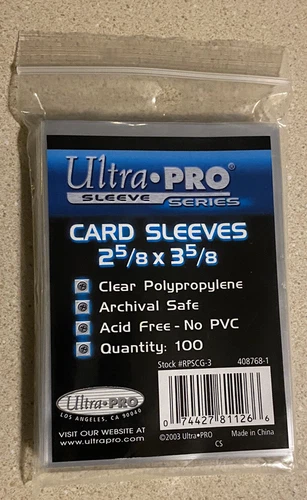 Ultra•PRO®
SLEEVE SERIES
CARD SLEEVES
2 5/8 x 3 5/8
Clear Polypropylene
Archival Safe
Acid Free - No PVC
Quantity: 100
Stock #RPSCG-3 408768-1
Ultra•PRO
LOS ANGELES, CA 90040
VISIT OUR WEBSITE AT
www.ultrapro.com
0 74427 81126 6
©2003 Ultra•PRO Made in China
CS